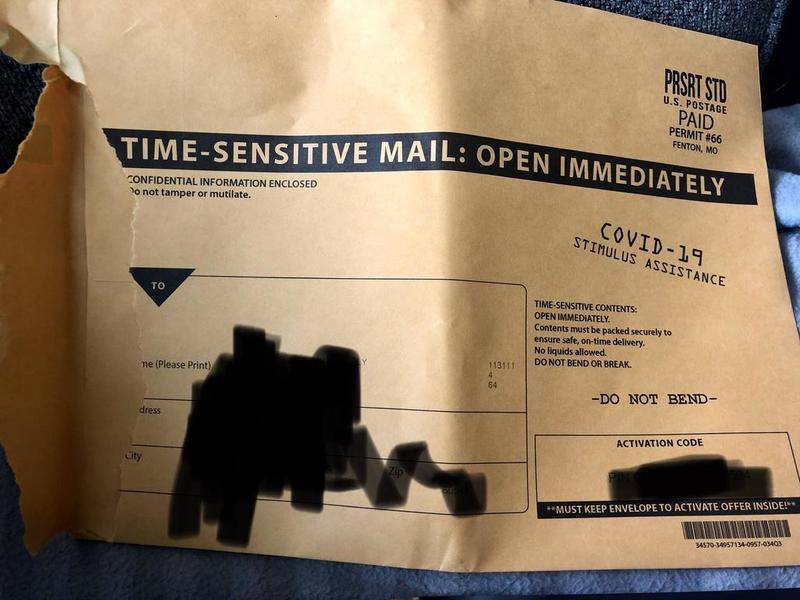 PRSRT STD
U.S. POSTAGE
PAID
PERMIT #66
FENTON, MO
TIME-SENSITIVE MAIL: OPEN IMMEDIATELY
CONFIDENTIAL INFORMATION ENCLOSED
Do not tamper or mutilate.
COVID-19
STIMULUS ASSISTANCE
TO
TIME-SENSITIVE CONTENTS:
OPEN IMMEDIATELY.
Contents must be packed securely to
ensure safe, on-time delivery.
No liquids allowed.
DO NOT BEND OR BREAK.
me (Please Print)
Y
113111
4
64
-DO NOT BEND-
dress
City
Zip
ACTIVATION CODE
PIN
**MUST KEEP ENVELOPE TO ACTIVATE OFFER INSIDE!**
34570-34957134-0957-034Q3